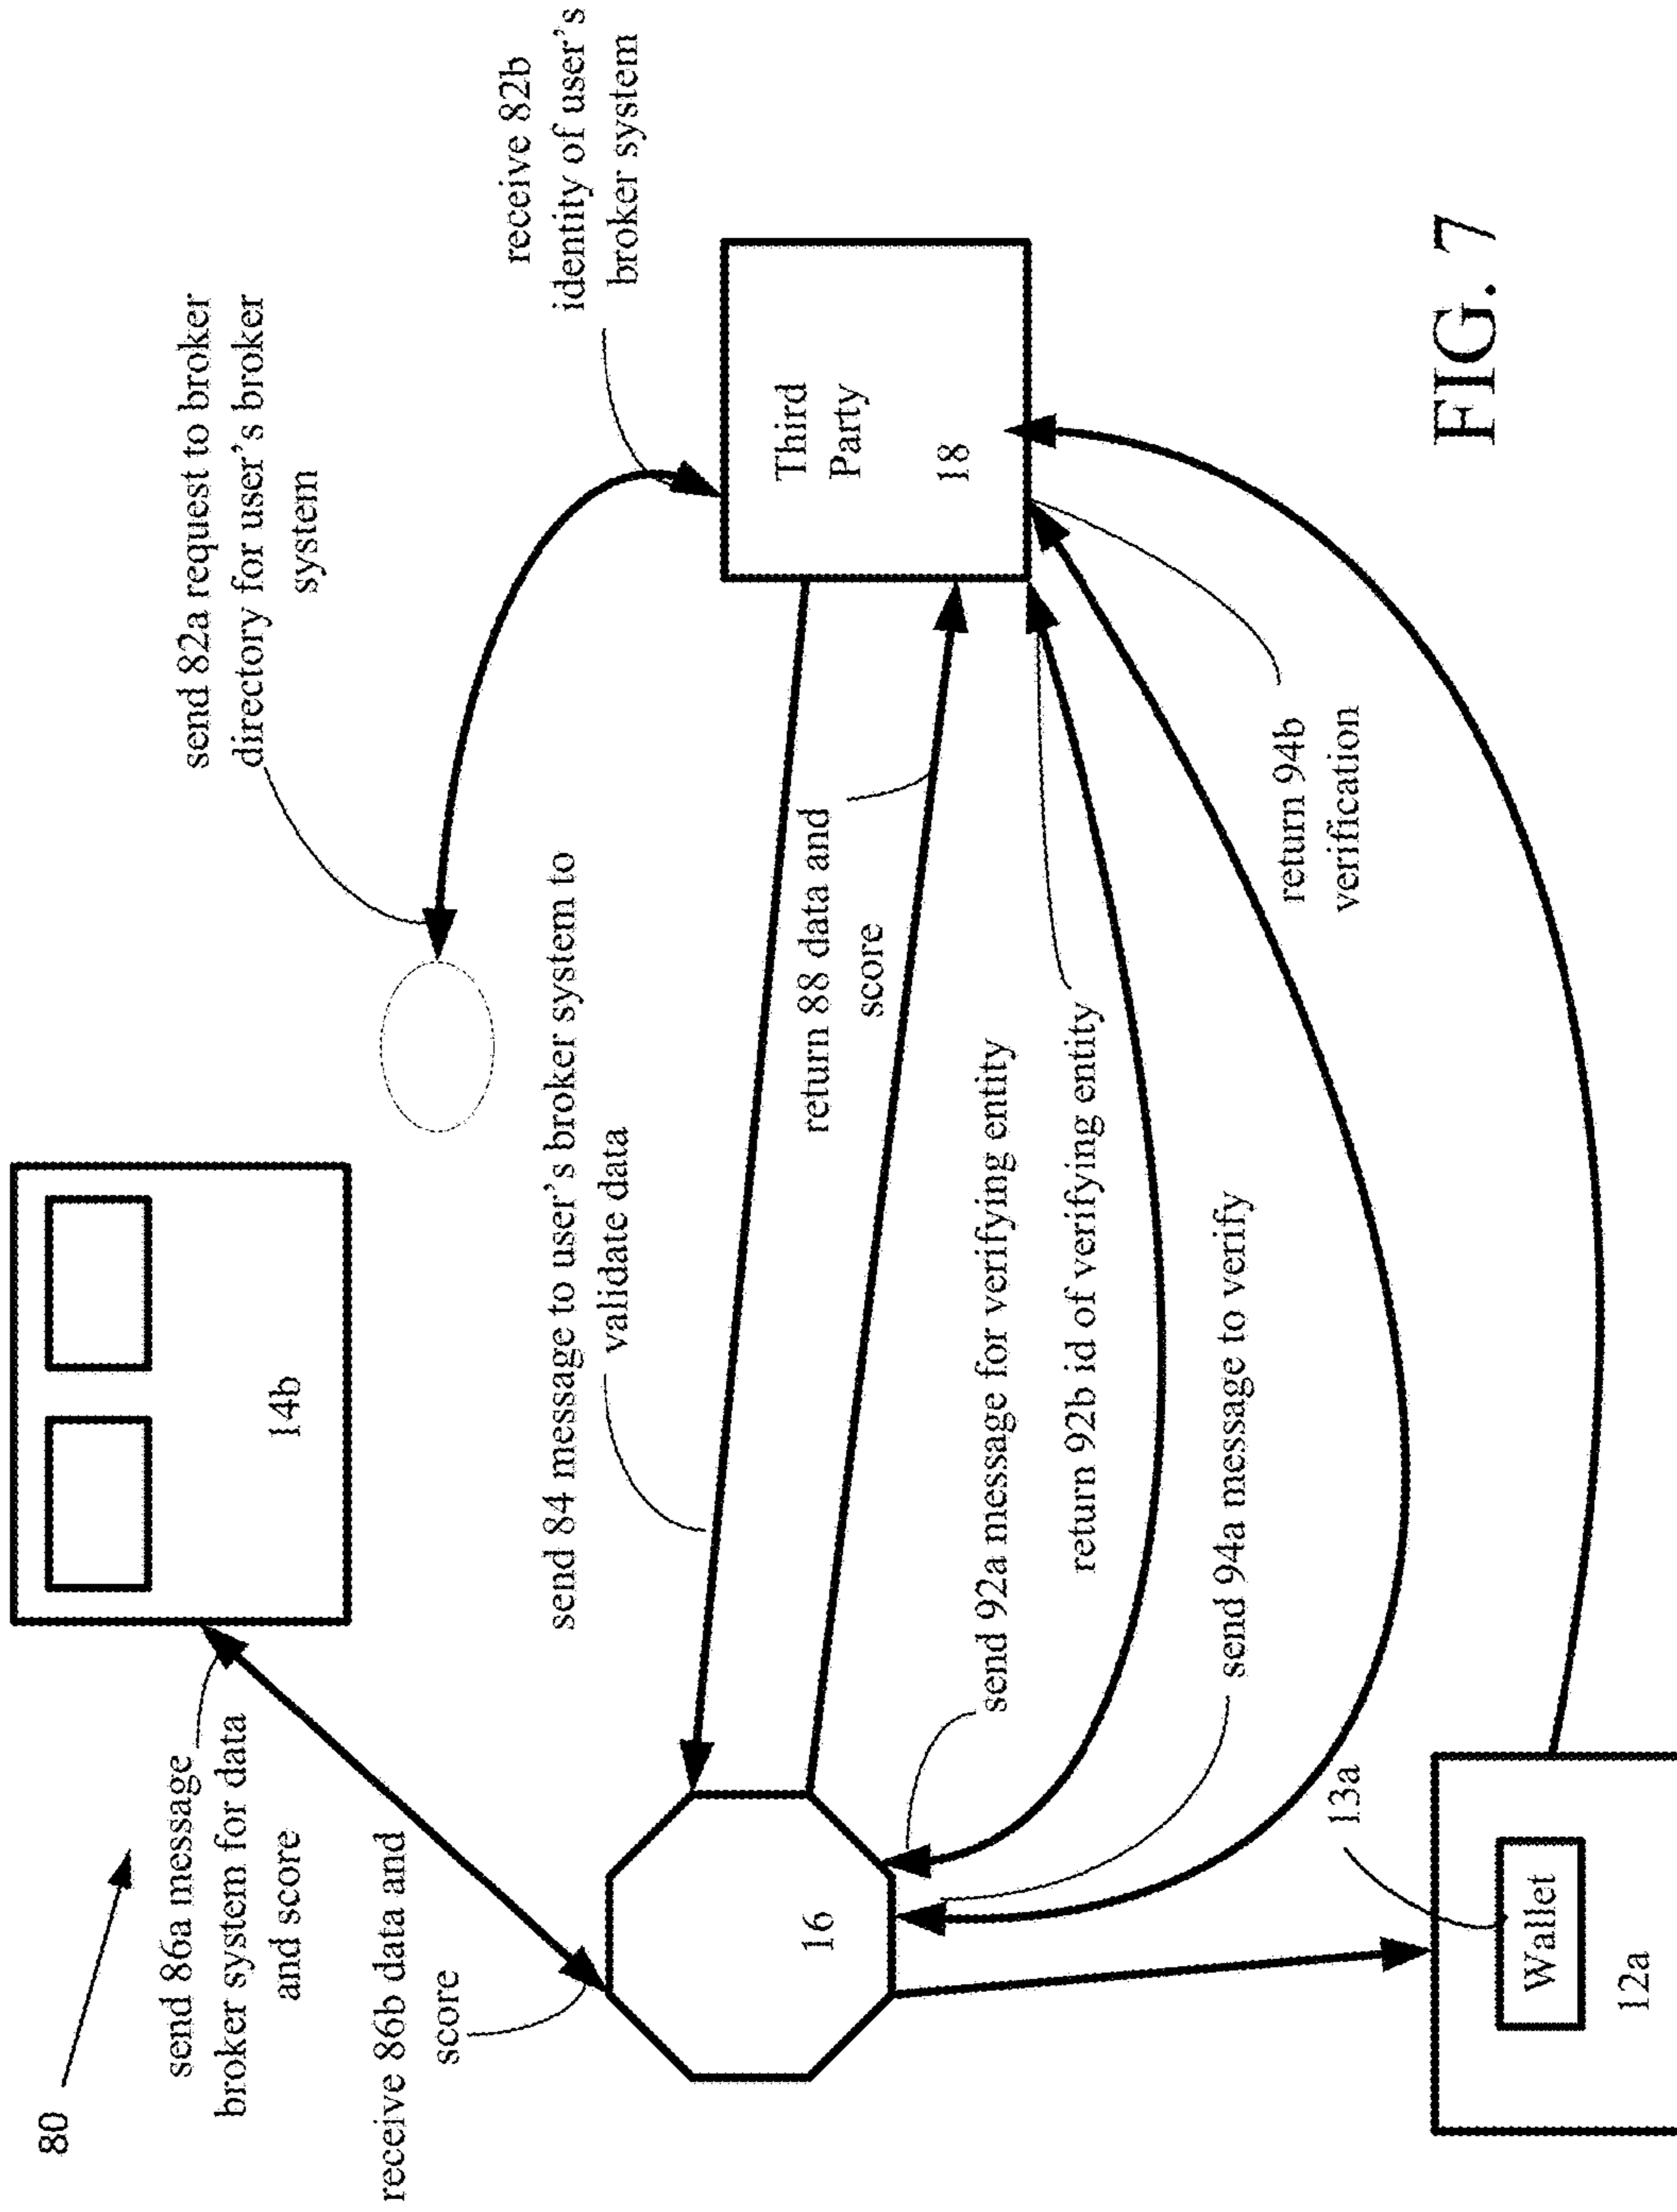 80
send 86a message
broker system for data
and score
receive 86b data and
score
14b
send 82a request to broker
directory for user's broker
system
receive 82b
identity of user's
broker system
send 84 message to user's broker system to
validate data
return 88 data and
score
Third
Party
18
16
send 92a message for verifying entity
return 92b id of verifying entity
send 94a message to verify
return 94b
verification
13a
Wallet
12a
FIG. 7